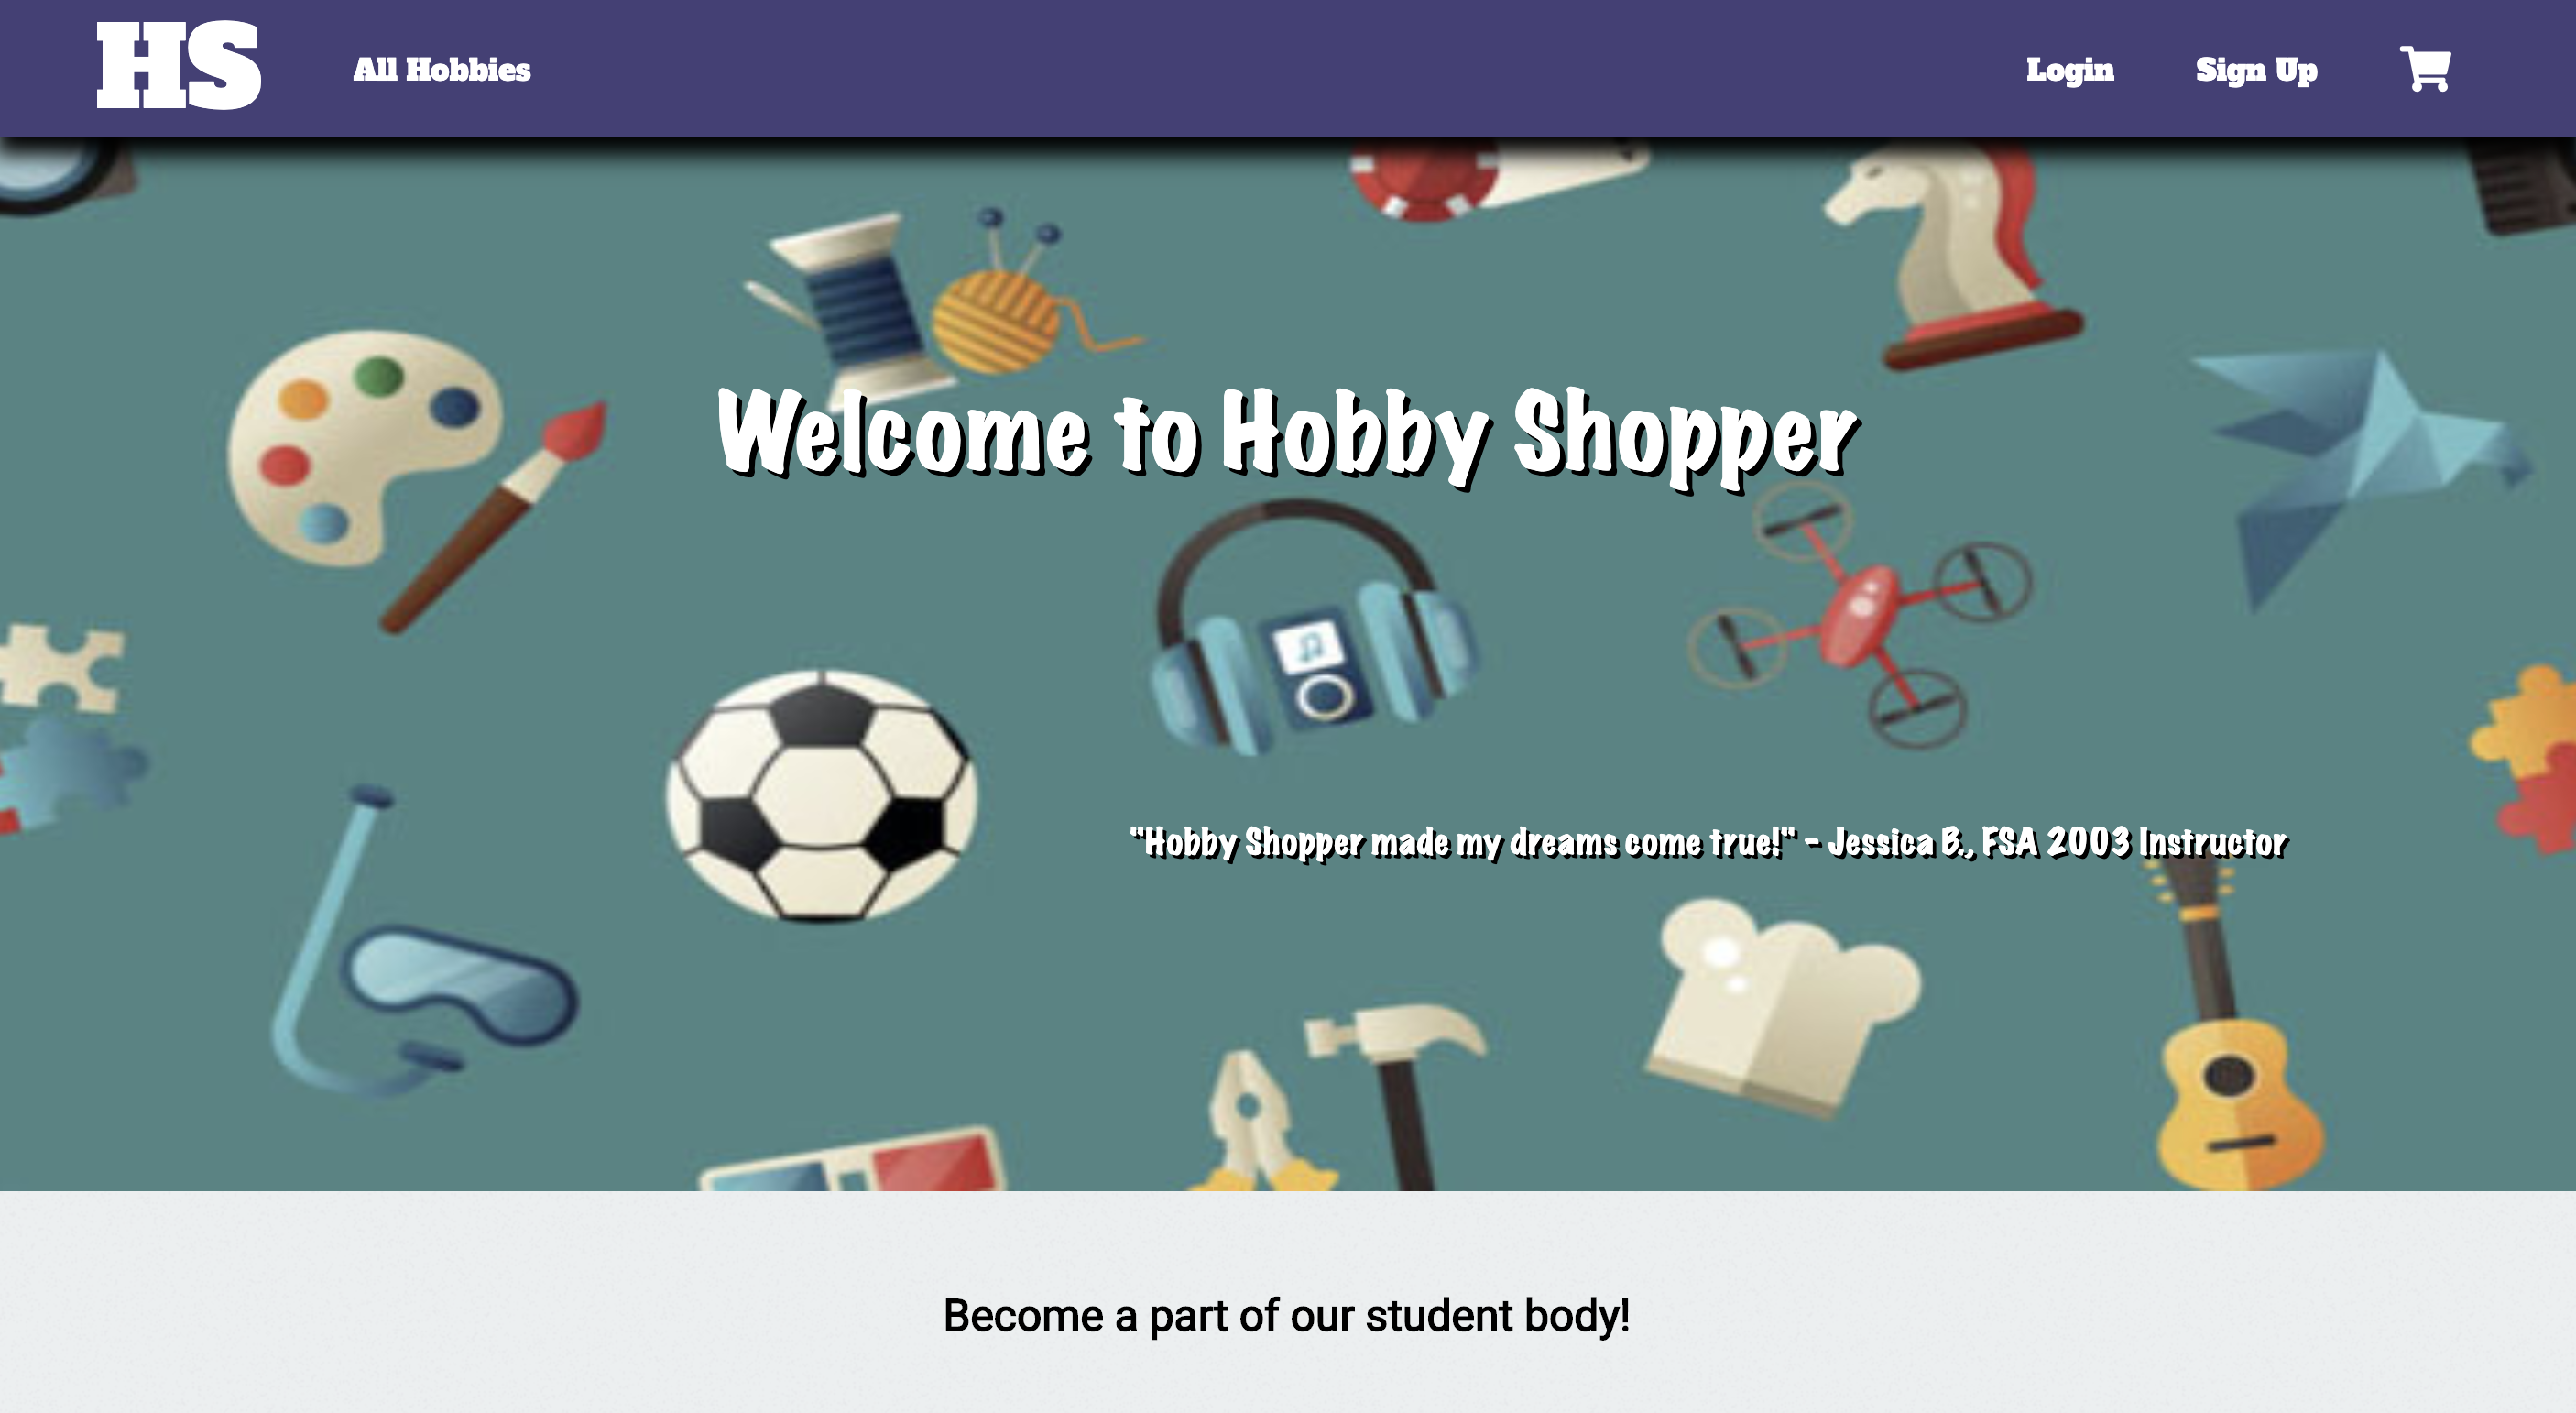 HS
All Hobbies
Login
Sign Up
Welcome to Hobby Shopper
"Hobby Shopper made my dreams come true!" - Jessica B., FSA 2003 Instructor
Become a part of our student body!